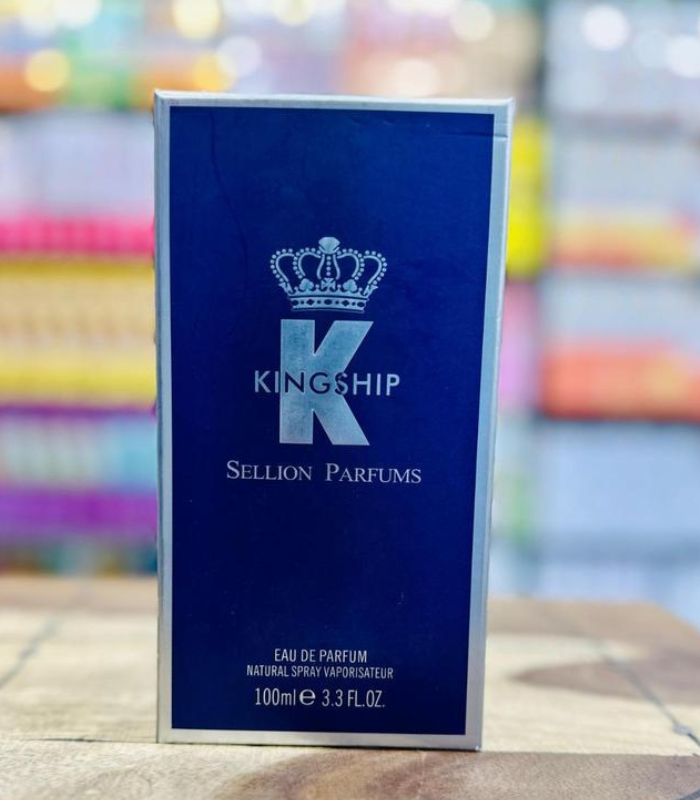 K
KINGSHIP
SELLION PARFUMS
EAU DE PARFUM
NATURAL SPRAY VAPORISATEUR
100ml ℮ 3.3 FL.OZ.